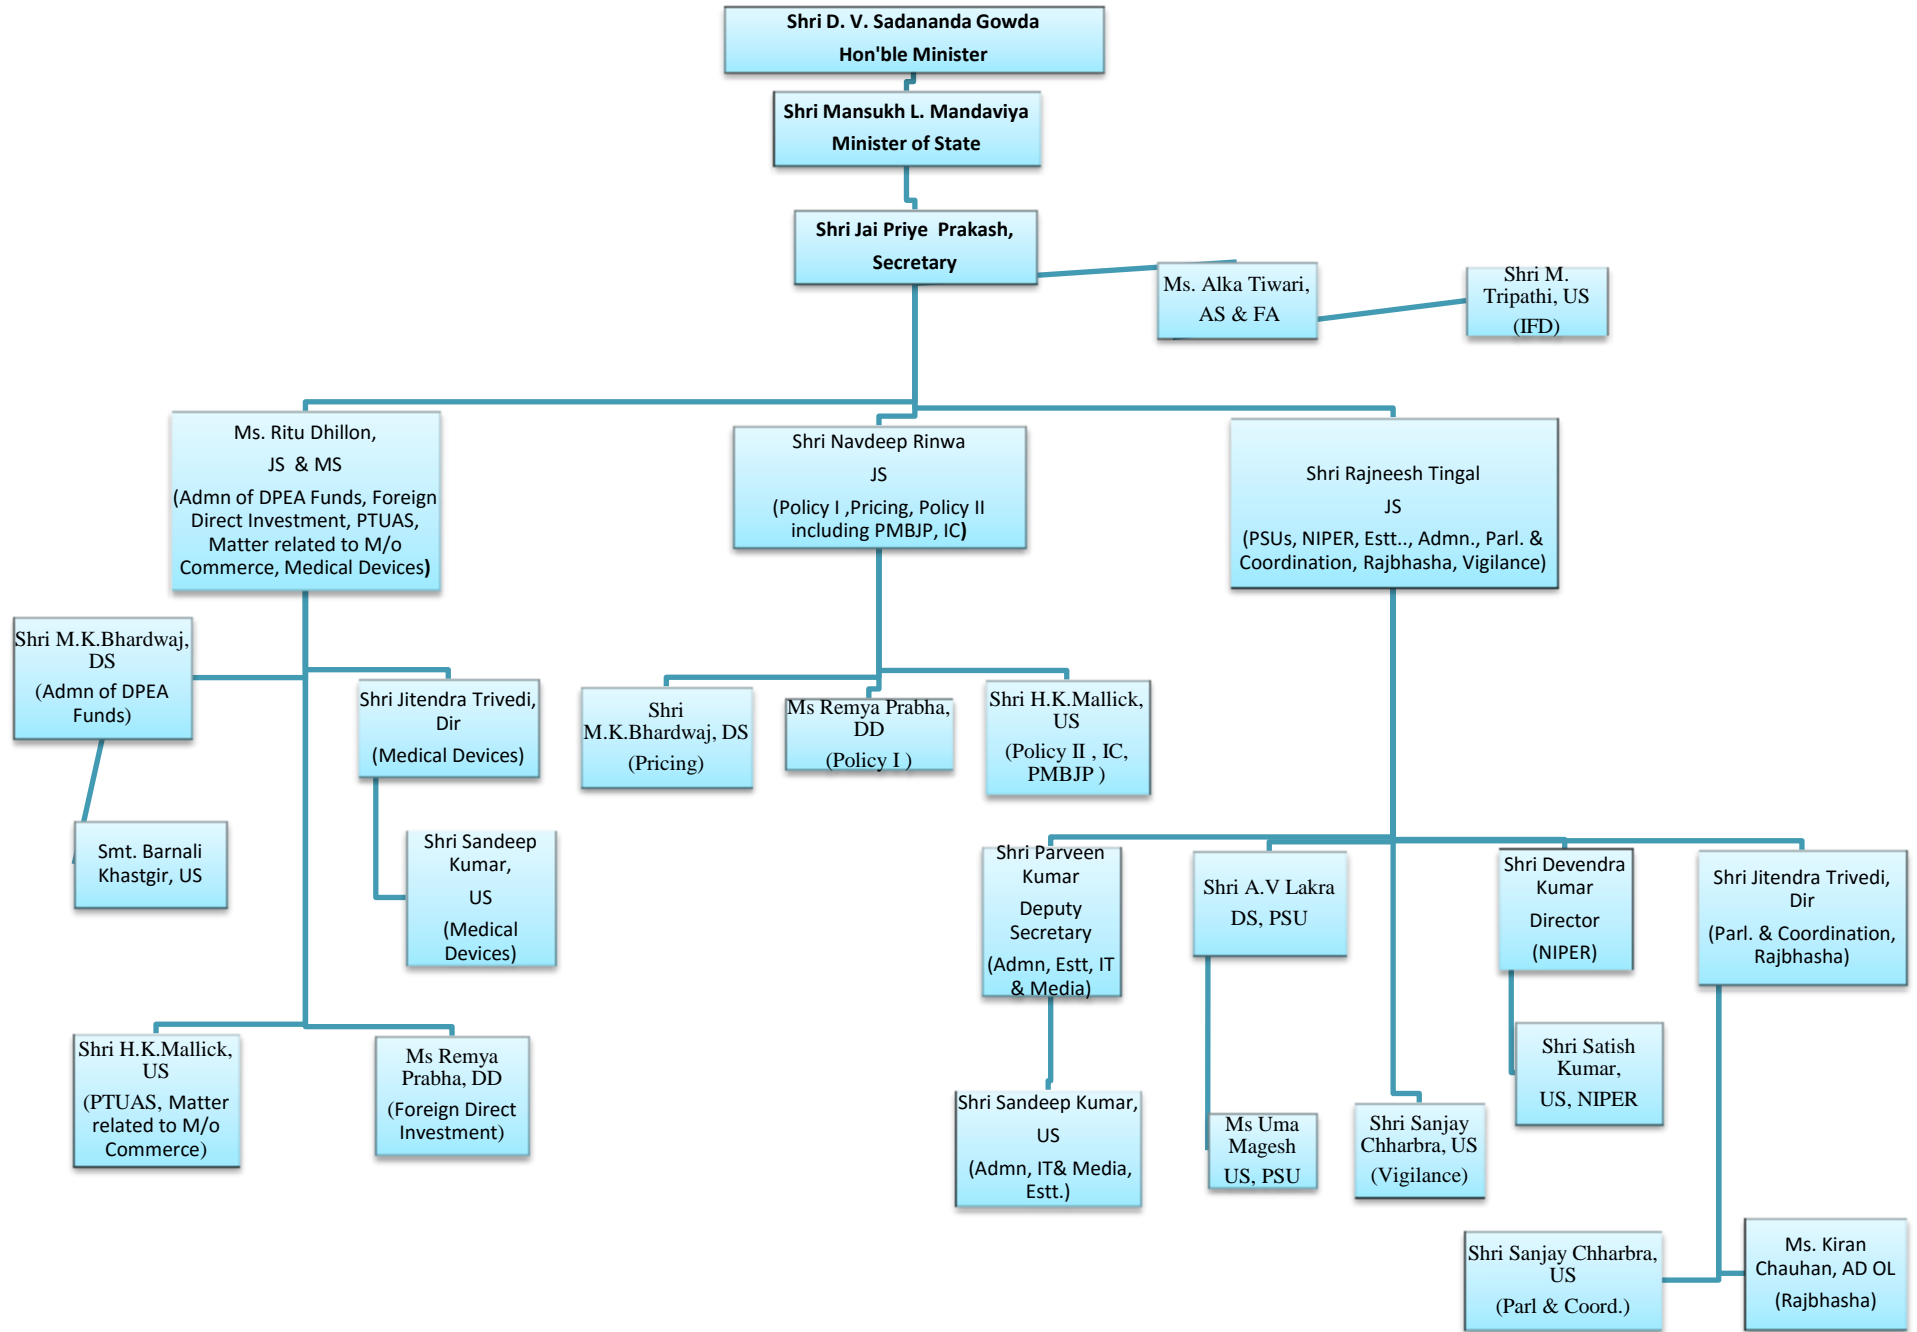 Shri D. V. Sadananda Gowda
Hon'ble Minister
Shri Mansukh L. Mandaviya
Minister of State
Shri Jai Priye  Prakash,
Secretary
Ms. Alka Tiwari,
AS & FA
Shri M.
Tripathi, US
(IFD)
Ms. Ritu Dhillon,
JS  & MS
(Admn of DPEA Funds, Foreign
Direct Investment, PTUAS,
Matter related to M/o
Commerce, Medical Devices)
Shri Navdeep Rinwa
JS
(Policy I ,Pricing, Policy II
including PMBJP, IC)
Shri Rajneesh Tingal
JS
(PSUs, NIPER, Estt.., Admn., Parl. &
Coordination, Rajbhasha, Vigilance)
Shri M.K.Bhardwaj,
DS
(Admn of DPEA
Funds)
Shri Jitendra Trivedi,
Dir
(Medical Devices)
Shri
M.K.Bhardwaj, DS
(Pricing)
Ms Remya Prabha,
DD
(Policy I )
Shri H.K.Mallick,
US
(Policy II , IC,
PMBJP )
Smt. Barnali
Khastgir, US
Shri Sandeep
Kumar,
US
(Medical
Devices)
Shri Parveen
Kumar
Deputy
Secretary
(Admn, Estt, IT
& Media)
Shri A.V Lakra
DS, PSU
Shri Devendra
Kumar
Director
(NIPER)
Shri Jitendra Trivedi,
Dir
(Parl. & Coordination,
Rajbhasha)
Shri H.K.Mallick,
US
(PTUAS, Matter
related to M/o
Commerce)
Ms Remya
Prabha, DD
(Foreign Direct
Investment)
Shri Sandeep Kumar,
US
(Admn, IT& Media,
Estt.)
Ms Uma
Magesh
US, PSU
Shri Sanjay
Chharbra, US
(Vigilance)
Shri Satish
Kumar,
US, NIPER
Shri Sanjay Chharbra,
US
(Parl & Coord.)
Ms. Kiran
Chauhan, AD OL
(Rajbhasha)